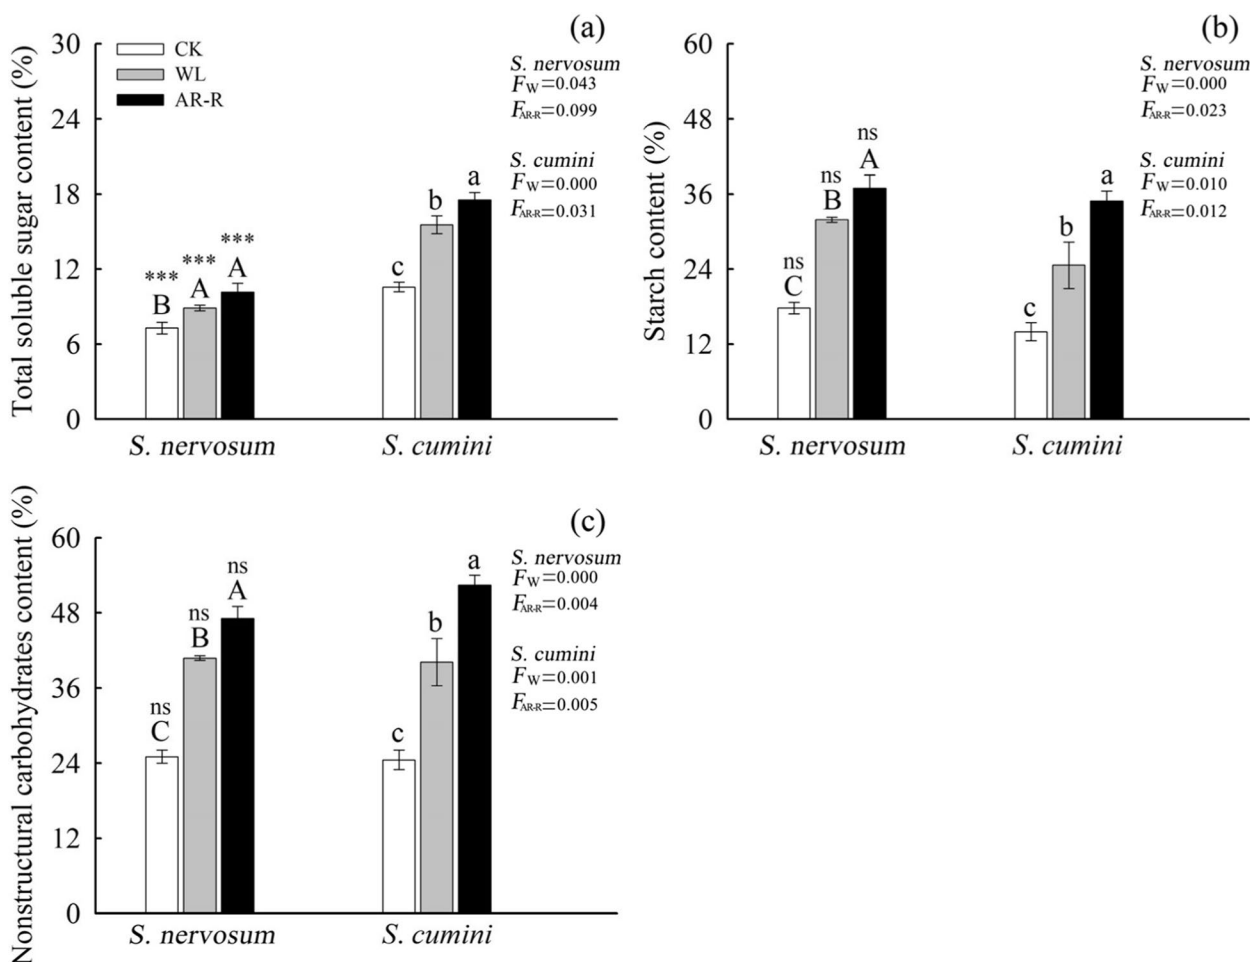 (a)
Total soluble sugar content (%)
30
24
18
12
6
0
CK
WL
AR-R
S. nervosum
FW=0.043
FAR-R=0.099
S. cumini
FW=0.000
FAR-R=0.031
***
B
***
A
***
A
c
b
a
S. nervosum
S. cumini
(b)
Starch content (%)
60
48
36
24
12
0
S. nervosum
FW=0.000
FAR-R=0.023
S. cumini
FW=0.010
FAR-R=0.012
ns
C
ns
B
ns
A
c
b
a
S. nervosum
S. cumini
(c)
Nonstructural carbohydrates content (%)
60
48
36
24
12
0
S. nervosum
FW=0.000
FAR-R=0.004
S. cumini
FW=0.001
FAR-R=0.005
ns
C
ns
B
ns
A
c
b
a
S. nervosum
S. cumini